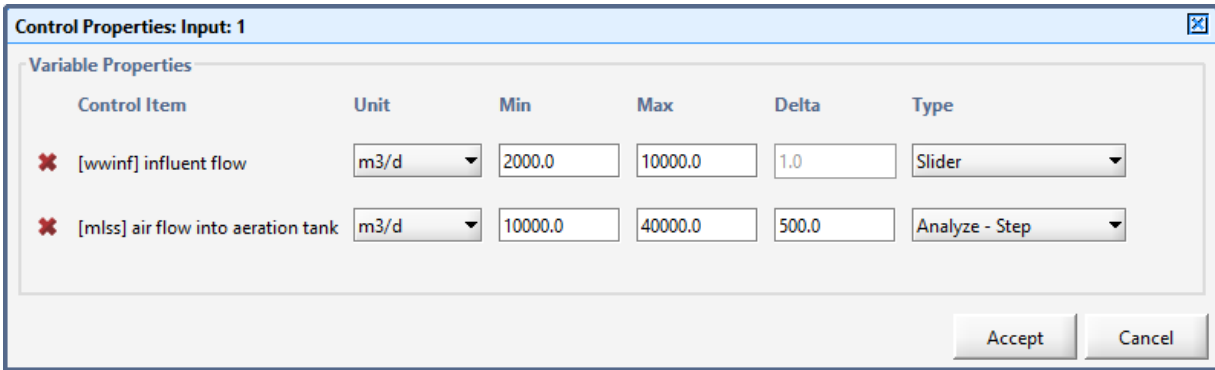 Control Properties: Input: 1
Variable Properties
Control Item Unit Min Max Delta Type
[wwinf] influent flow m3/d 2000.0 10000.0 1.0 Slider
[mlss] air flow into aeration tank m3/d 10000.0 40000.0 500.0 Analyze - Step
Accept Cancel